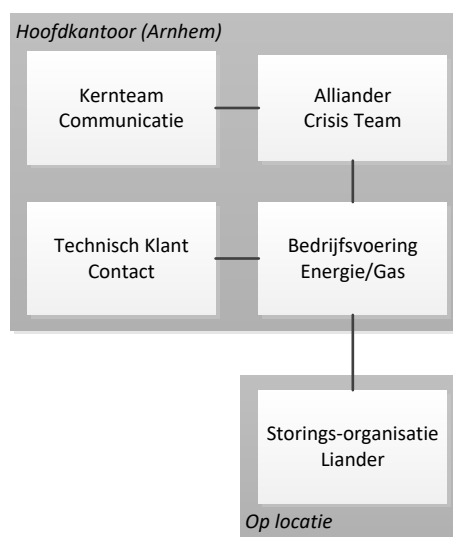 Hoofdkantoor (Arnhem)
Kernteam
Communicatie
Alliander
Crisis Team
Technisch Klant
Contact
Bedrijfsvoering
Energie/Gas
Storings-organisatie
Liander
Op locatie